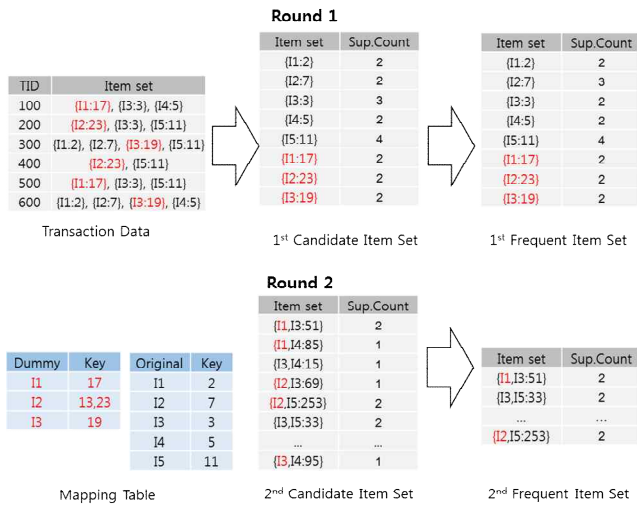 Round 1
TID Item set
100 {I1:17}, {I3:3}, {I4:5}
200 {I2:23}, {I3:3}, {I5:11}
300 {I1.2}, {I2.7}, {I3:19}, {I5:11}
400 {I2:23}, {I5:11}
500 {I1:17}, {I3:3}, {I5:11}
600 {I1:2}, {I2:7}, {I3:19}, {I4:5}
Transaction Data
Item set Sup.Count
{I1:2} 2
{I2:7} 2
{I3:3} 3
{I4:5} 2
{I5:11} 4
{I1:17} 2
{I2:23} 2
{I3:19} 2
1st Candidate Item Set
Item set Sup.Count
{I1.2} 2
{I2.7} 3
{I3:3} 2
{I4:5} 2
{I5:11} 4
{I1:17} 2
{I2:23} 2
{I3:19} 2
1st Frequent Item Set
Round 2
Dummy Key
I1 17
I2 13,23
I3 19
Original Key
I1 2
I2 7
I3 3
I4 5
I5 11
Mapping Table
Item set Sup.Count
{I1,I3:51} 2
{I1,I4:85} 1
{I3,I4:15} 1
{I2,I3:69} 1
{I2,I5:253} 2
{I3,I5:33} 2
... ...
{I3,I4:95} 1
2nd Candidate Item Set
Item set Sup.Count
{I1,I3:51} 2
{I3,I5:33} 2
... ...
{I2,I5:253} 2
2nd Frequent Item Set